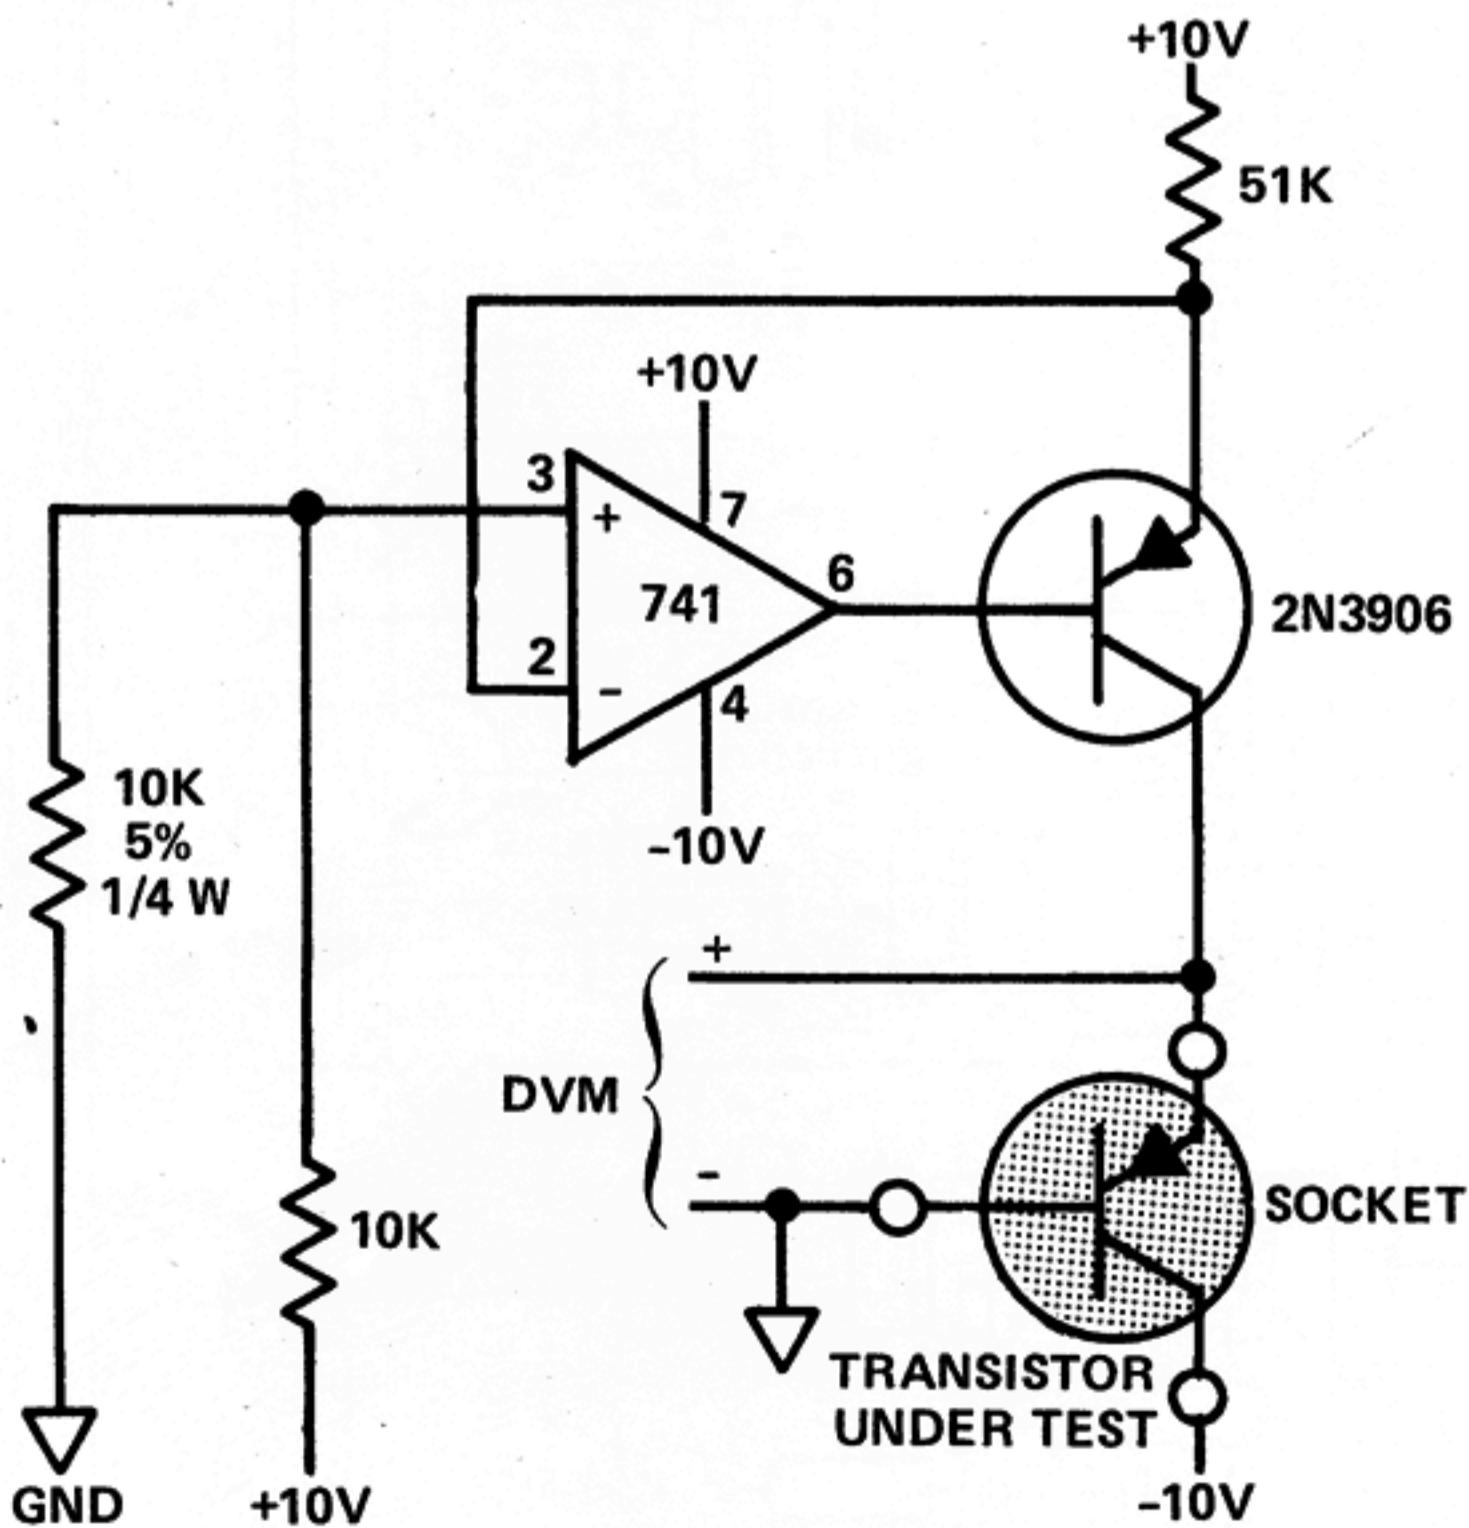 +10V
51K
+10V
3
+
7
741
6
2N3906
2
-
4
-10V
10K
5%
1/4 W
+
DVM
-
SOCKET
10K
TRANSISTOR
UNDER TEST
GND
+10V
-10V